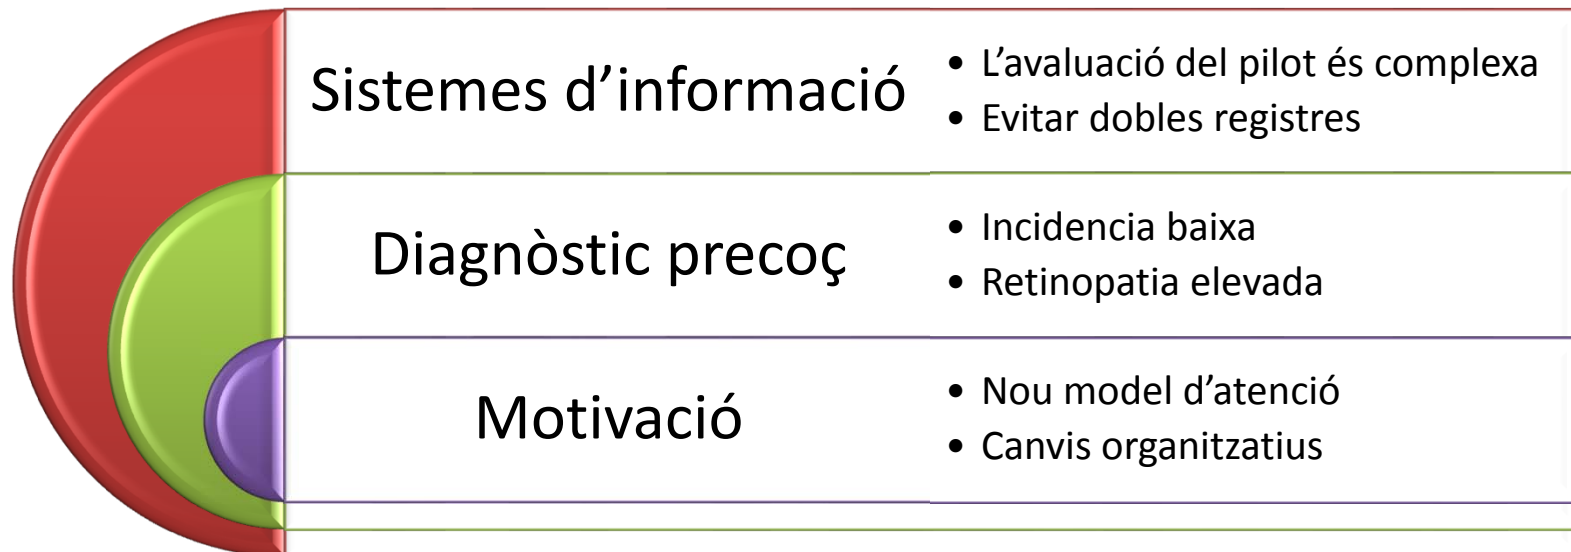 Sistemes d’informació
• L’avaluació del pilot és complexa
• Evitar dobles registres
Diagnòstic precoç
• Incidencia baixa
• Retinopatia elevada
Motivació
• Nou model d’atenció
• Canvis organitzatius